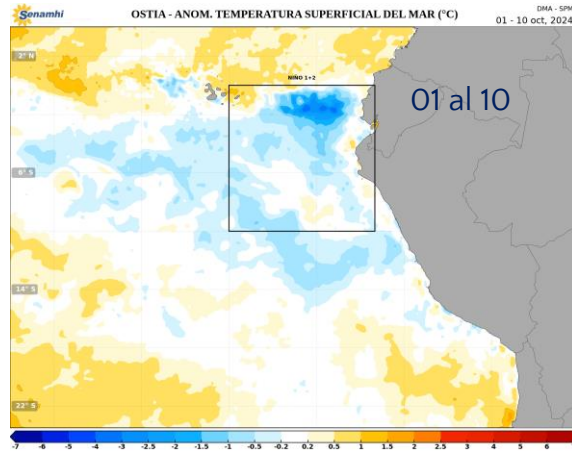 Senamhi
OSTIA - ANOM. TEMPERATURA SUPERFICIAL DEL MAR (°C)
DMA - SPM
01 - 10 oct, 2024
2° N
NIÑO 1+2
01 al 10
6° S
14° S
22° S
-7 -6 -5 -4 -3 -2.5 -2 -1.5 -1 -0.5 -0.2 0.2 0.5 1 1.5 2 2.5 3 4 5 6